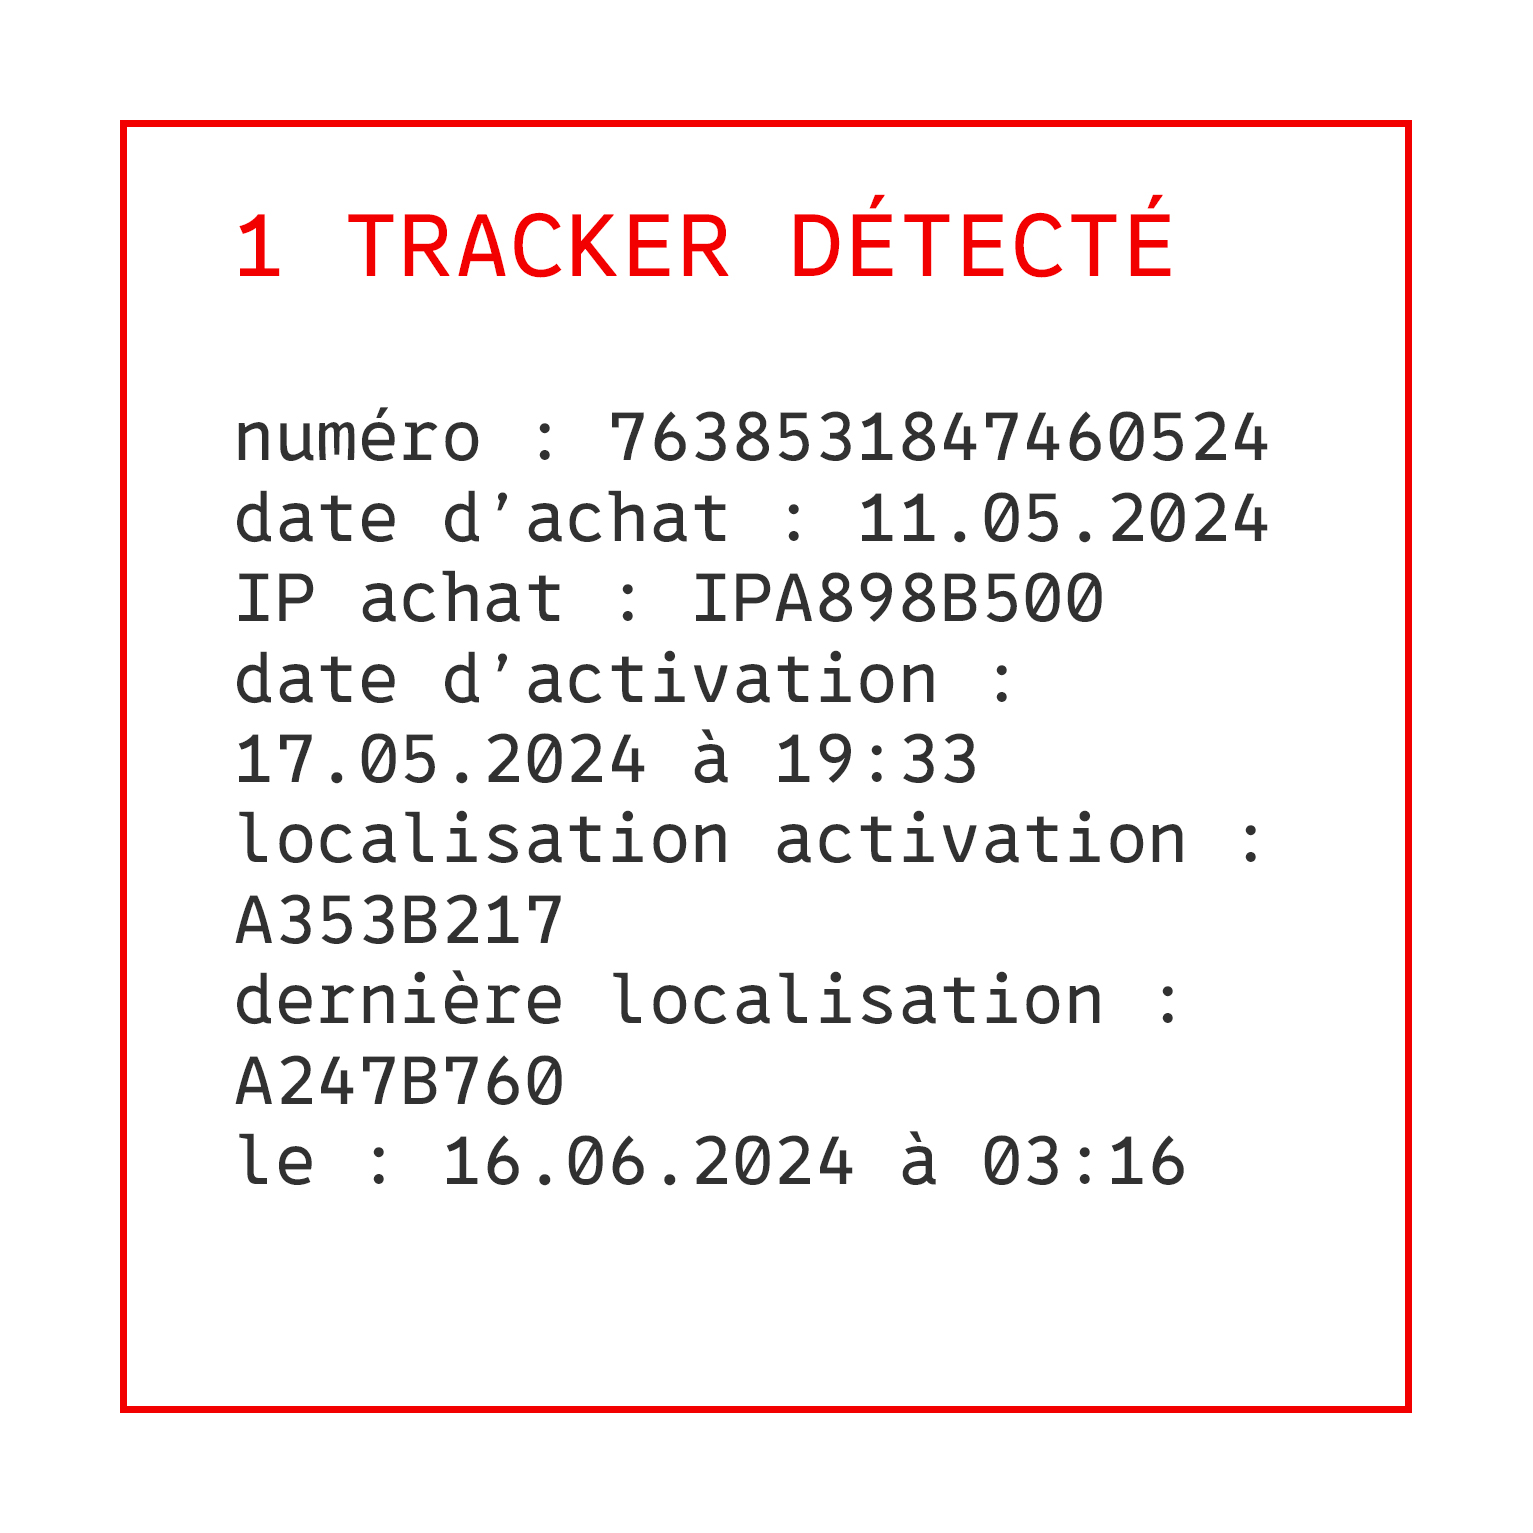 1 TRACKER DÉTECTÉ
numéro : 7638531847460524
date d’achat : 11.05.2024
IP achat : IPA898B500
date d’activation :
17.05.2024 à 19:33
localisation activation :
A353B217
dernière localisation :
A247B760
le : 16.06.2024 à 03:16